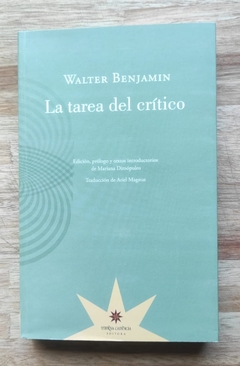 WALTER BENJAMIN
La tarea del crítico
Edición, prólogo y textos introductorios
de Mariana Dimópulos
Traducción de Ariel Magnus
ETERNA CADENCIA
EDITORA